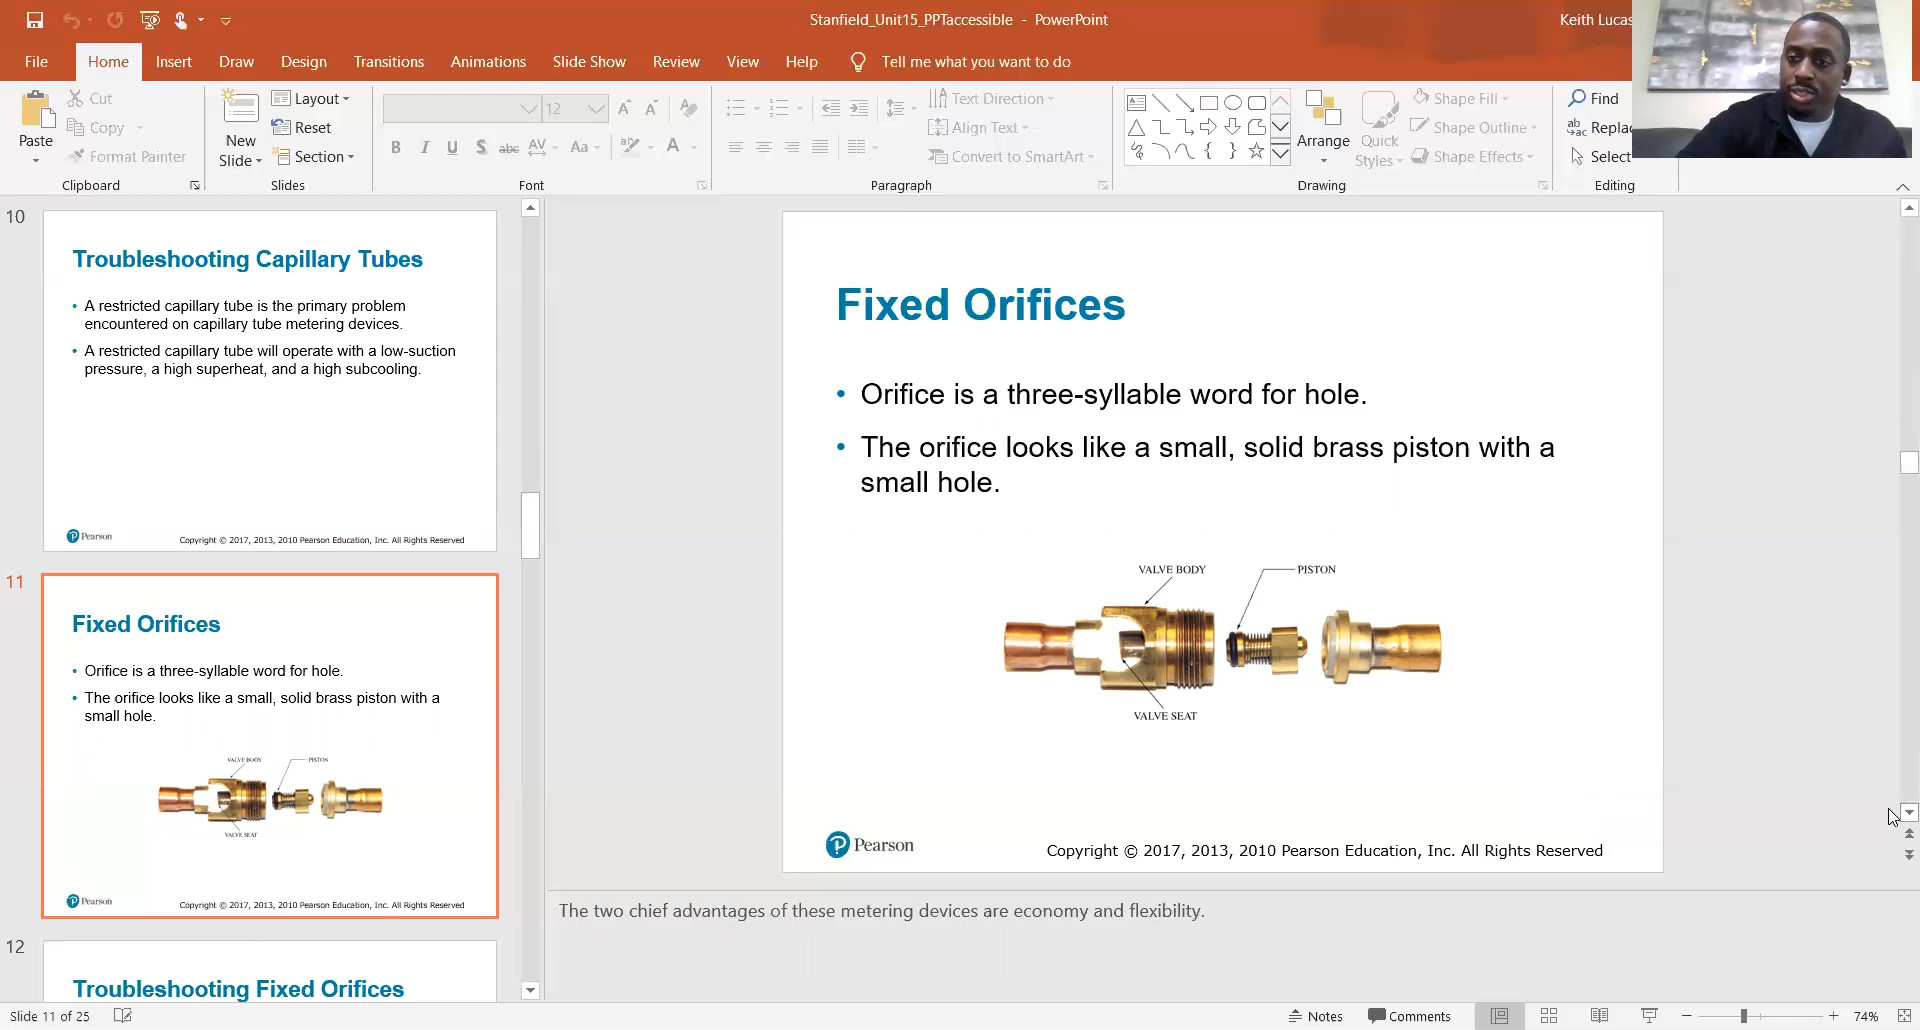 Stanfield_Unit15_PPTaccessible - PowerPoint
Keith Lucas
File Home Insert Draw Design Transitions Animations Slide Show Review View Help Tell me what you want to do
Paste
Cut
Copy
Format Painter
Clipboard
New
Slide
Layout
Reset
Section
Slides
12
B I U S abc AV Aa A
Font
Text Direction
Align Text
Convert to SmartArt
Paragraph
Arrange
Quick
Styles
Shape Fill
Shape Outline
Shape Effects
Drawing
Find
Replac
Select
Editing
10
Troubleshooting Capillary Tubes
• A restricted capillary tube is the primary problem
encountered on capillary tube metering devices.
• A restricted capillary tube will operate with a low-suction
pressure, a high superheat, and a high subcooling.
Pearson
Copyright © 2017, 2013, 2010 Pearson Education, Inc. All Rights Reserved
11
Fixed Orifices
• Orifice is a three-syllable word for hole.
• The orifice looks like a small, solid brass piston with a
small hole.
VALVE BODY
PISTON
VALVE SEAT
Pearson
Copyright © 2017, 2013, 2010 Pearson Education, Inc. All Rights Reserved
12
Troubleshooting Fixed Orifices
Fixed Orifices
• Orifice is a three-syllable word for hole.
• The orifice looks like a small, solid brass piston with a
small hole.
VALVE BODY
PISTON
VALVE SEAT
Pearson
Copyright © 2017, 2013, 2010 Pearson Education, Inc. All Rights Reserved
The two chief advantages of these metering devices are economy and flexibility.
Slide 11 of 25
Notes
Comments
74%